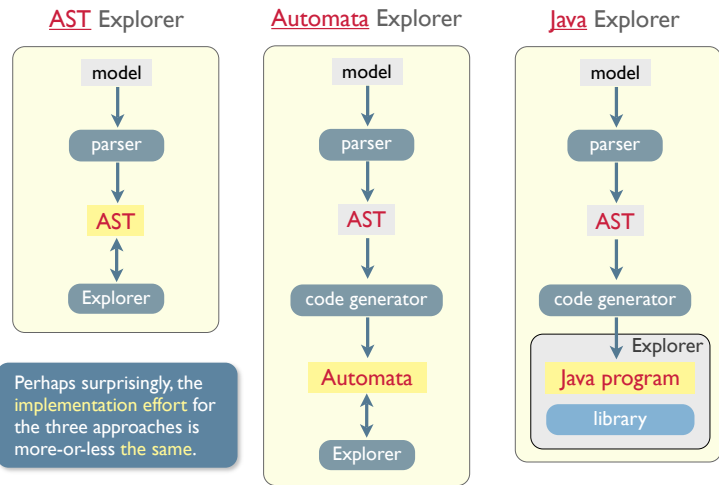 AST Explorer
model
parser
AST
Explorer
Perhaps surprisingly, the
implementation effort for
the three approaches is
more-or-less the same.
Automata Explorer
model
parser
AST
code generator
Automata
Explorer
Java Explorer
model
parser
AST
code generator
Explorer
Java program
library